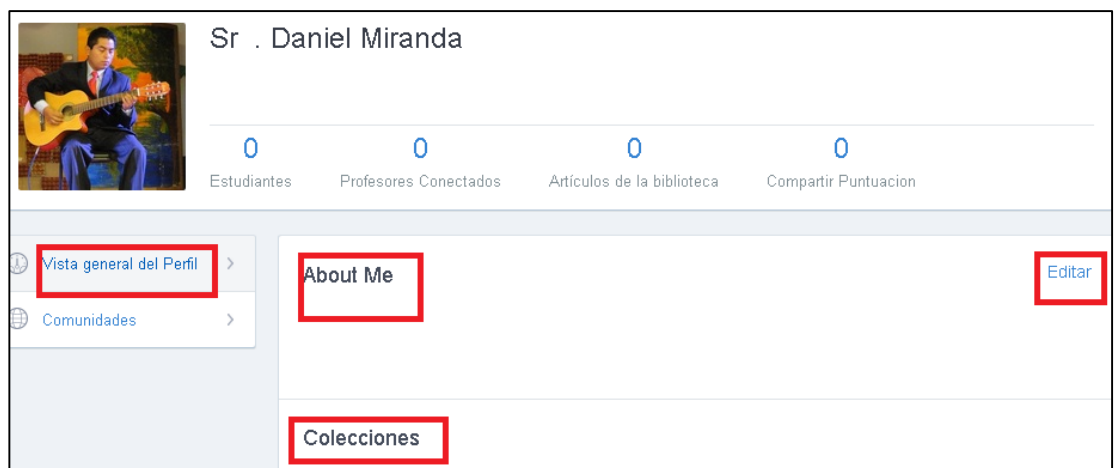 Sr . Daniel Miranda
0 0 0 0
Estudiantes Profesores Conectados Artículos de la biblioteca Compartir Puntuacion
Vista general del Perfil
Comunidades
About Me
Editar
Colecciones